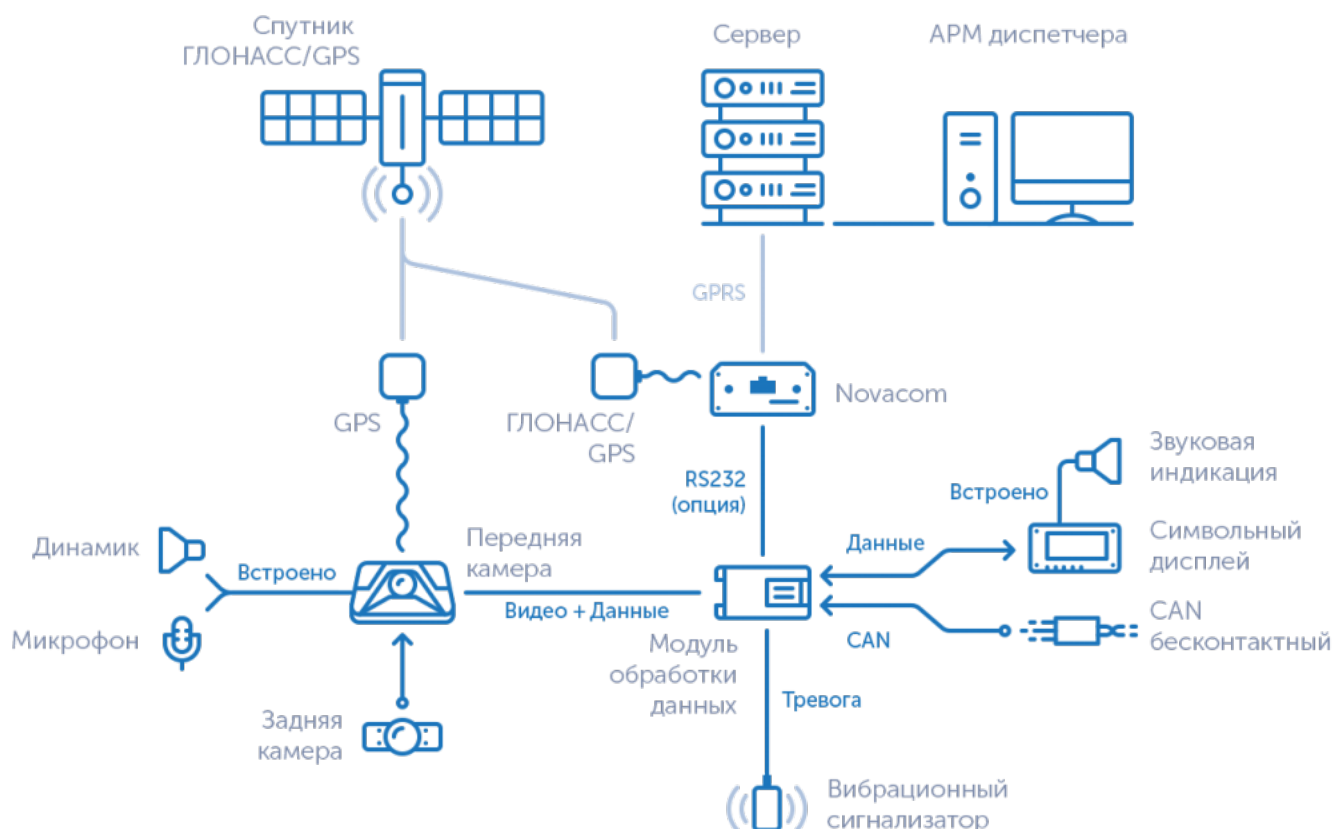 Спутник
ГЛОНАСС/GPS
Сервер
АРМ диспетчера
GPRS
GPS
ГЛОНАСС/
GPS
Novacom
RS232
(опция)
Звуковая
индикация
Встроено
Символьный
дисплей
Данные
Динамик
Встроено
Передняя
камера
Видео + Данные
Микрофон
Модуль
обработки
данных
CAN
CAN
бесконтактный
Задняя
камера
Тревога
Вибрационный
сигнализатор